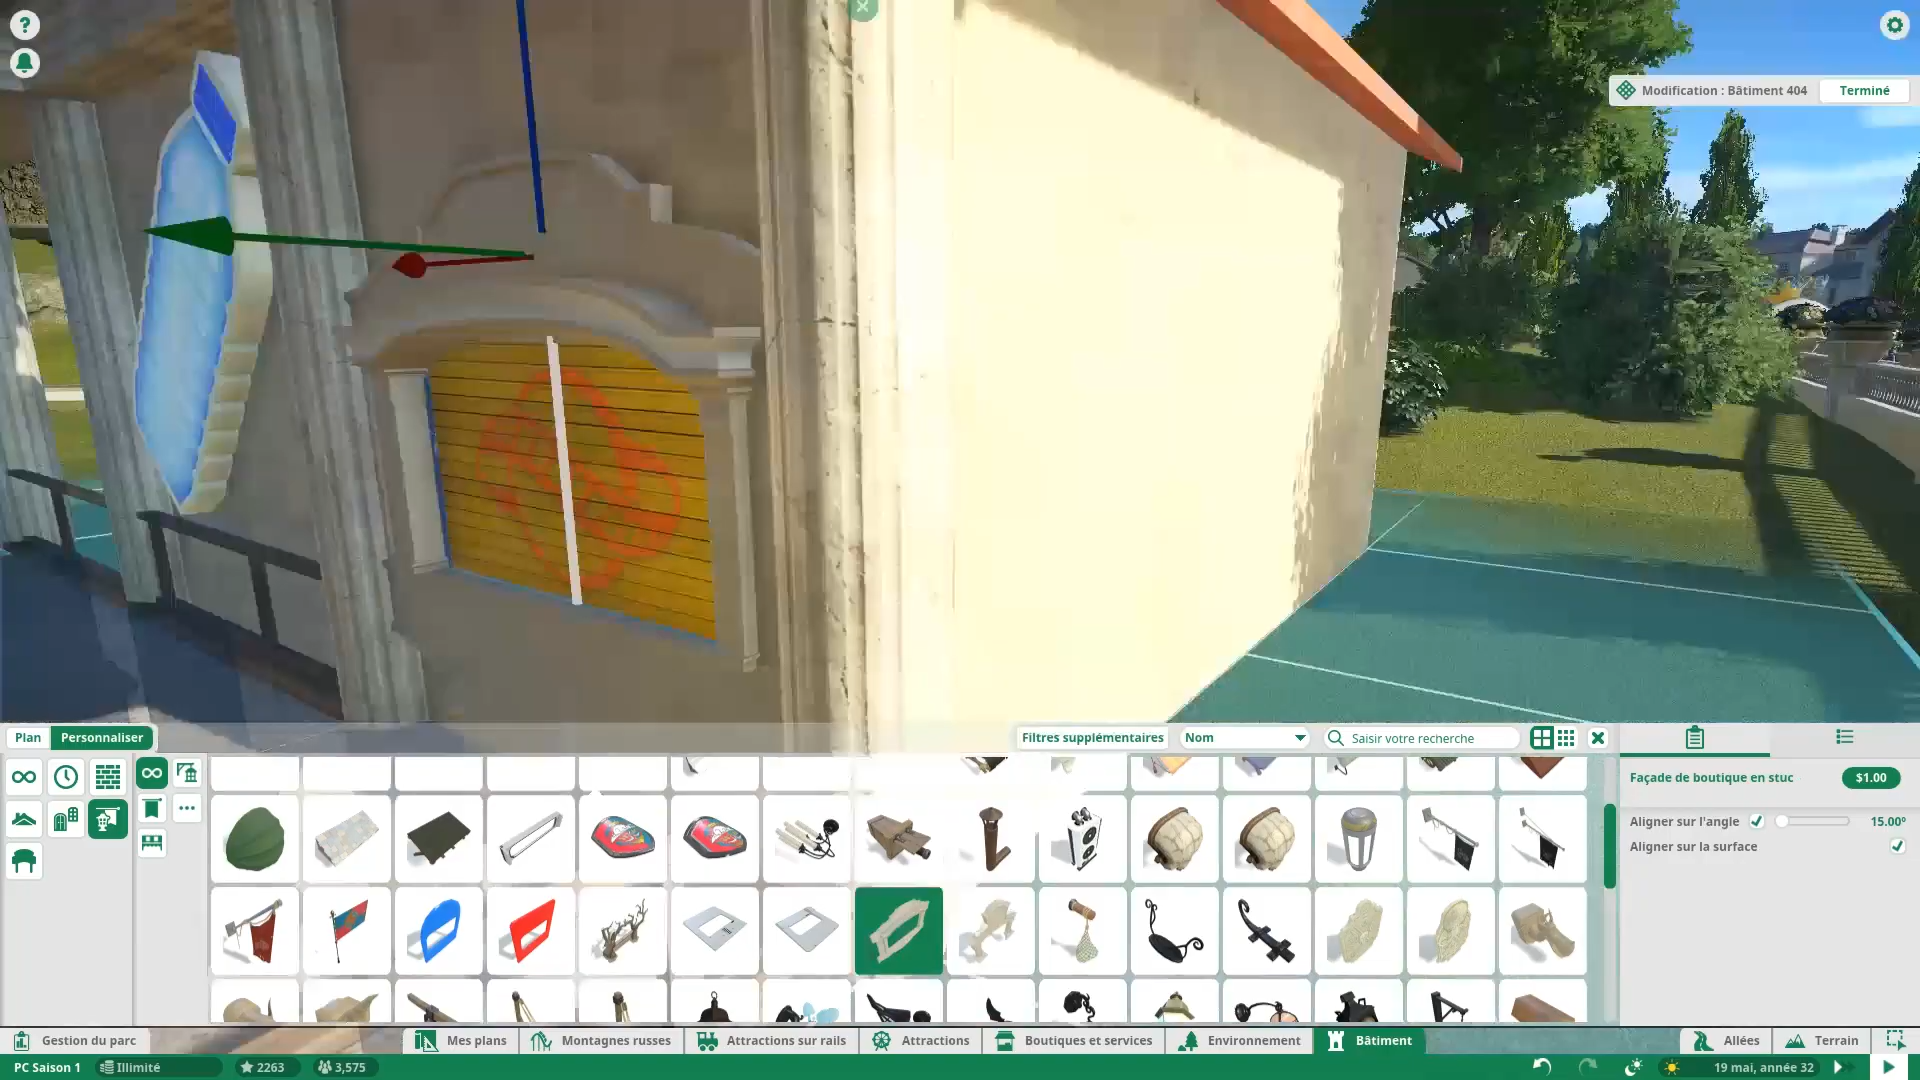 ?
Modification : Bâtiment 404
Terminé
Plan
Personnaliser
Filtres supplémentaires
Nom
Saisir votre recherche
Façade de boutique en stuc
$1.00
Aligner sur l'angle
15.00°
Aligner sur la surface
Gestion du parc
Mes plans
Montagnes russes
Attractions sur rails
Attractions
Boutiques et services
Environnement
Bâtiment
Allées
Terrain
PC Saison 1
Illimité
2263
3,575
19 mai, année 32